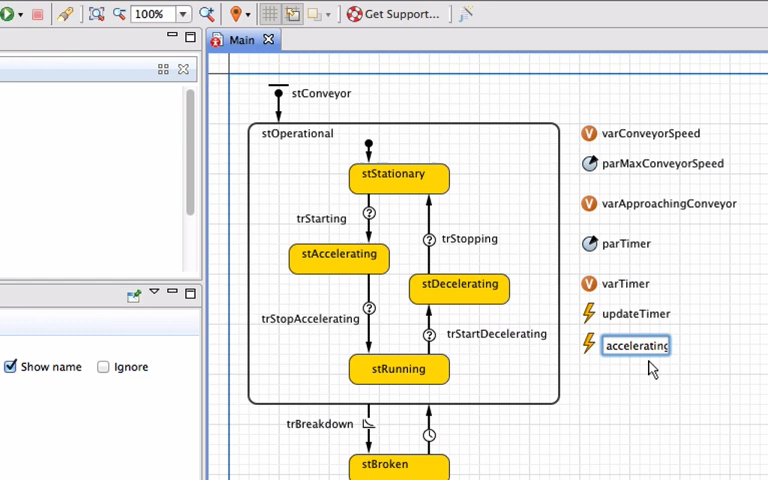 100%
Get Support...
Main
stConveyor
stOperational
varConveyorSpeed
stStationary
parMaxConveyorSpeed
varApproachingConveyor
trStarting
trStopping
parTimer
stAccelerating
stDecelerating
varTimer
updateTimer
trStopAccelerating
trStartDecelerating
accelerating
Show name
Ignore
stRunning
trBreakdown
stBroken